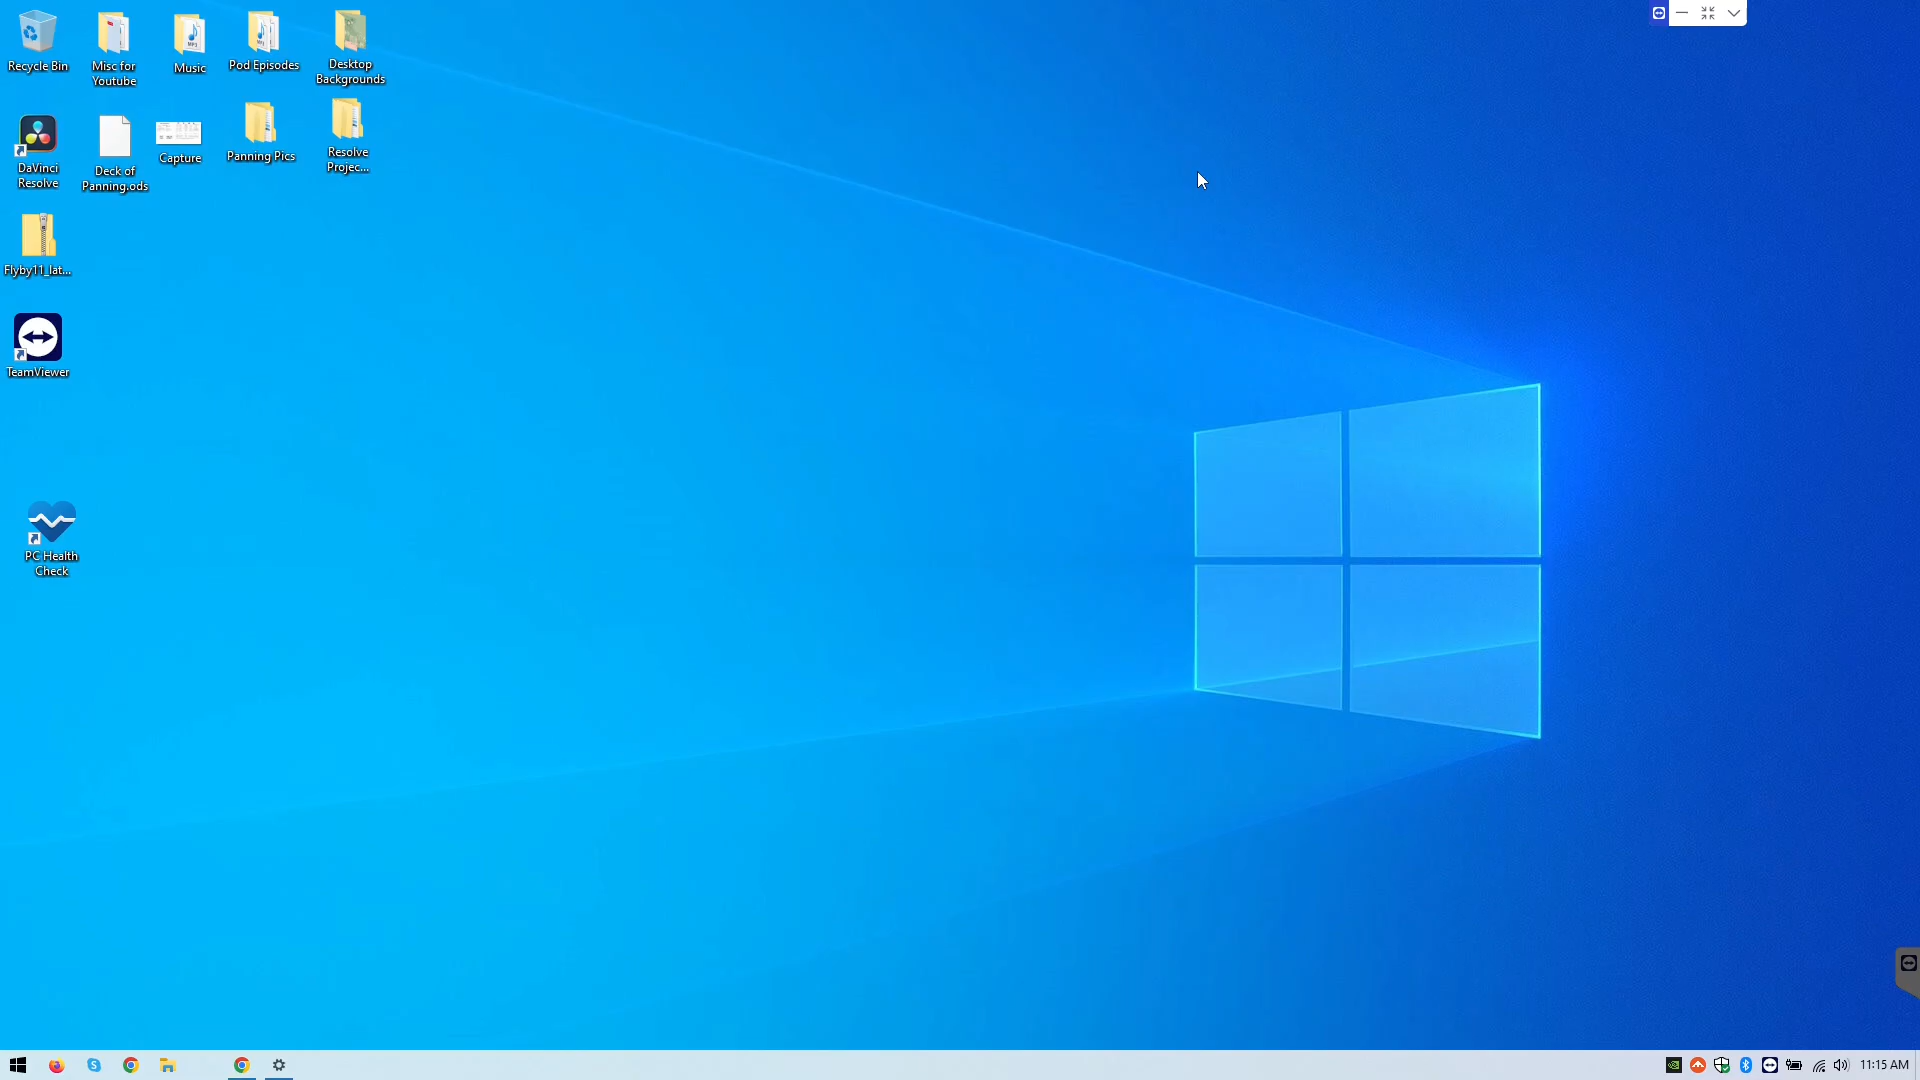 Recycle Bin
Misc for
Youtube
Music
Pod Episodes
Desktop
Backgrounds
DaVinci
Resolve
Deck of
Panning.ods
Capture
Panning Pics
Resolve
Projec...
Flyby11_lat...
TeamViewer
PC Health
Check
11:15 AM